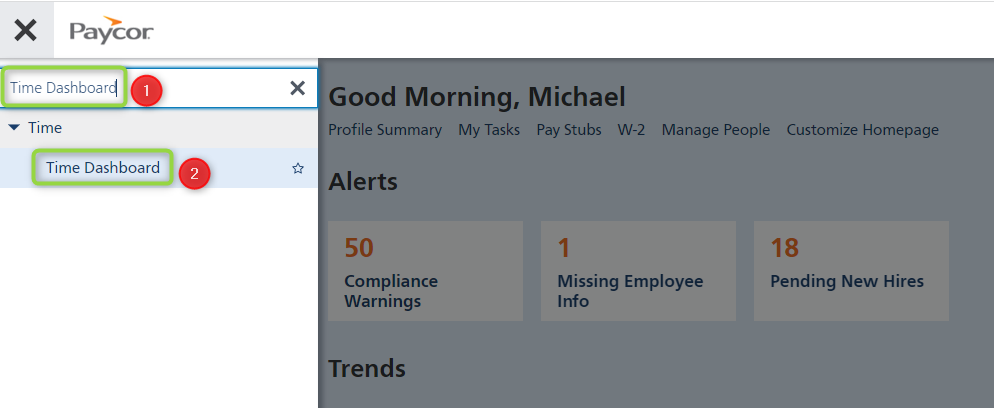 Paycor
Time Dashboard 1
Time
Time Dashboard 2
Good Morning, Michael
Profile Summary My Tasks Pay Stubs W-2 Manage People Customize Homepage
Alerts
50
Compliance
Warnings
1
Missing Employee
Info
18
Pending New Hires
Trends